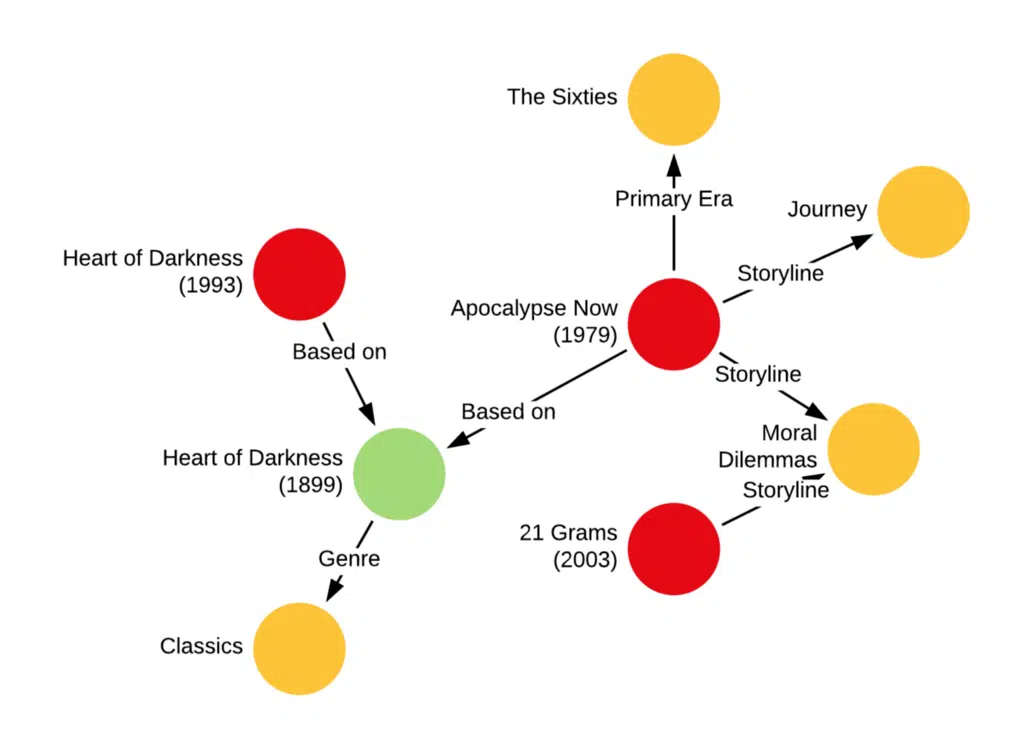 The Sixties
Primary Era
Journey
Heart of Darkness
(1993)
Storyline
Apocalypse Now
(1979)
Based on
Storyline
Based on
Moral
Dilemmas
Heart of Darkness
(1899)
Storyline
21 Grams
(2003)
Genre
Classics